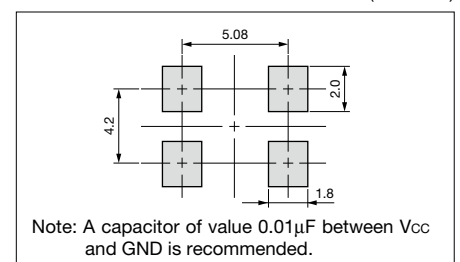 5.08
2.0
4.2
1.8
Note: A capacitor of value 0.01μF between Vcc
and GND is recommended.